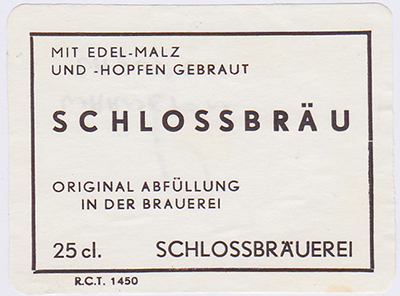 MIT EDEL-MALZ
UND -HOPFEN GEBRAUT
SCHLOSSBRÄU
ORIGINAL ABFÜLLUNG
IN DER BRAUEREI
25 cl. SCHLOSSBRÄUEREI
R.C.T. 1450